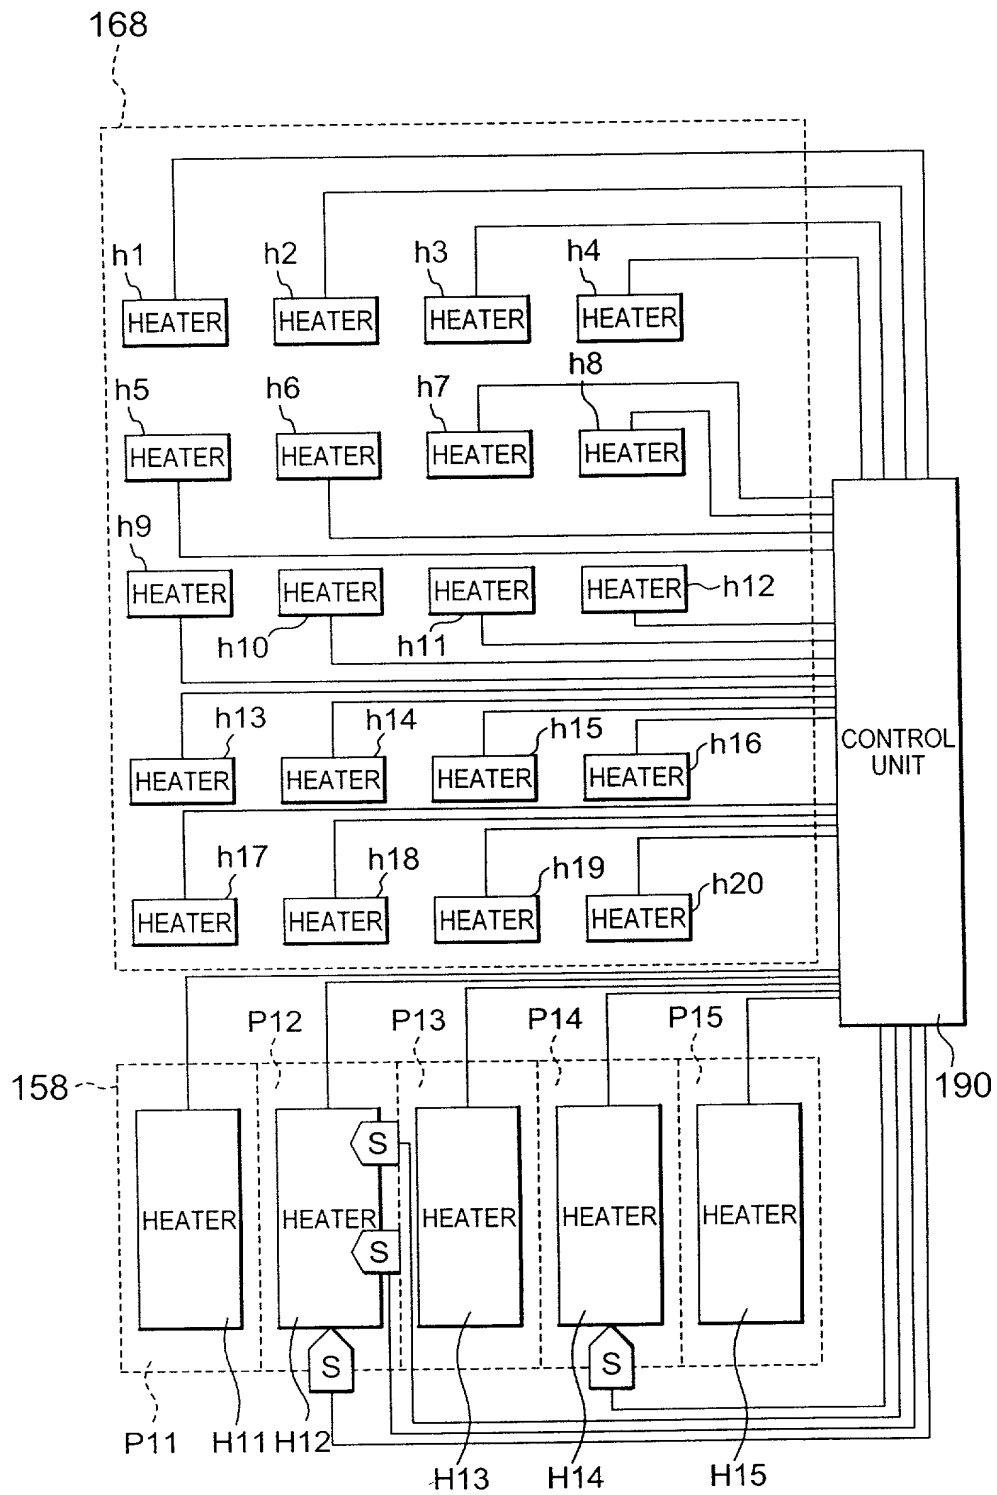 168
h1
h2
h3
h4
HEATER
HEATER
HEATER
HEATER
h5
h6
h7
h8
HEATER
HEATER
HEATER
HEATER
h9
HEATER
HEATER
HEATER
HEATER
h12
h10
h11
h13
h14
h15
h16
HEATER
HEATER
HEATER
HEATER
CONTROL
UNIT
h17
h18
h19
h20
HEATER
HEATER
HEATER
HEATER
P12
P13
P14
P15
158
190
S
HEATER
HEATER
HEATER
HEATER
HEATER
S
S
S
P11
H11
H12
H13
H14
H15